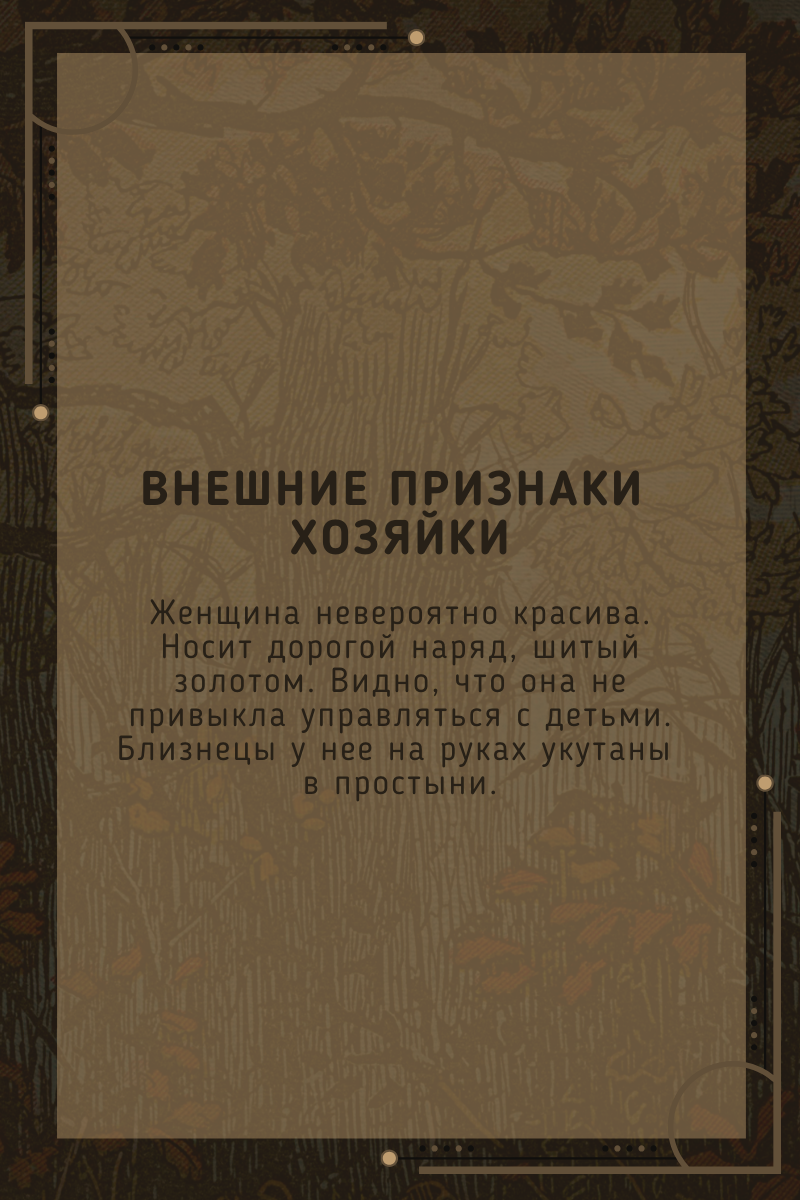 ВНЕШНИЕ ПРИЗНАКИ
ХОЗЯЙКИ
Женщина невероятно красива.
Носит дорогой наряд, шитый
золотом. Видно, что она не
привыкла управляться с детьми.
Близнецы у нее на руках укутаны
в простыни.